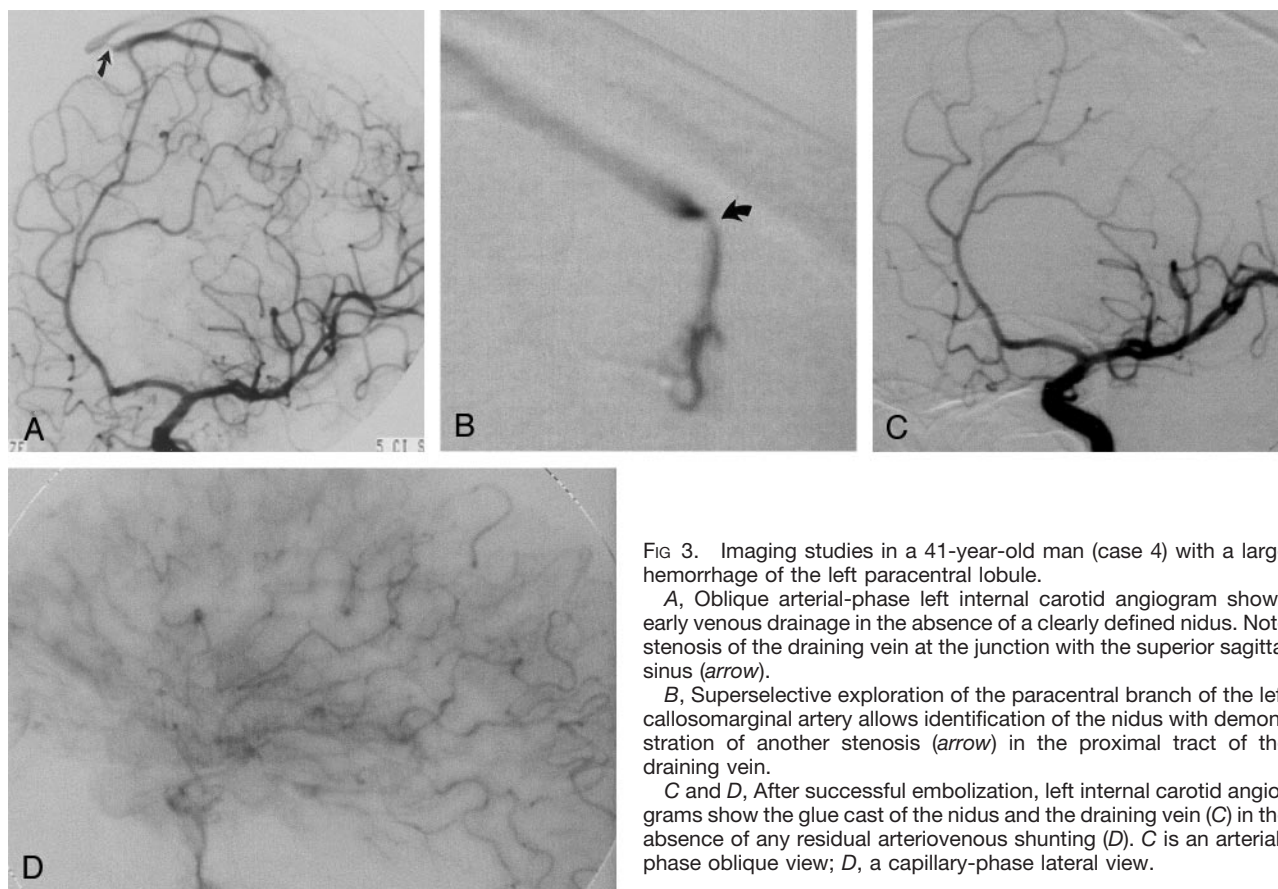 A
5 CI S
B
C
D
FIG 3. Imaging studies in a 41-year-old man (case 4) with a larg
hemorrhage of the left paracentral lobule.
A, Oblique arterial-phase left internal carotid angiogram show
early venous drainage in the absence of a clearly defined nidus. Not
stenosis of the draining vein at the junction with the superior sagitta
sinus (arrow).
B, Superselective exploration of the paracentral branch of the lef
callosomarginal artery allows identification of the nidus with demon
stration of another stenosis (arrow) in the proximal tract of th
draining vein.
C and D, After successful embolization, left internal carotid angio
grams show the glue cast of the nidus and the draining vein (C) in th
absence of any residual arteriovenous shunting (D). C is an arterial
phase oblique view; D, a capillary-phase lateral view.